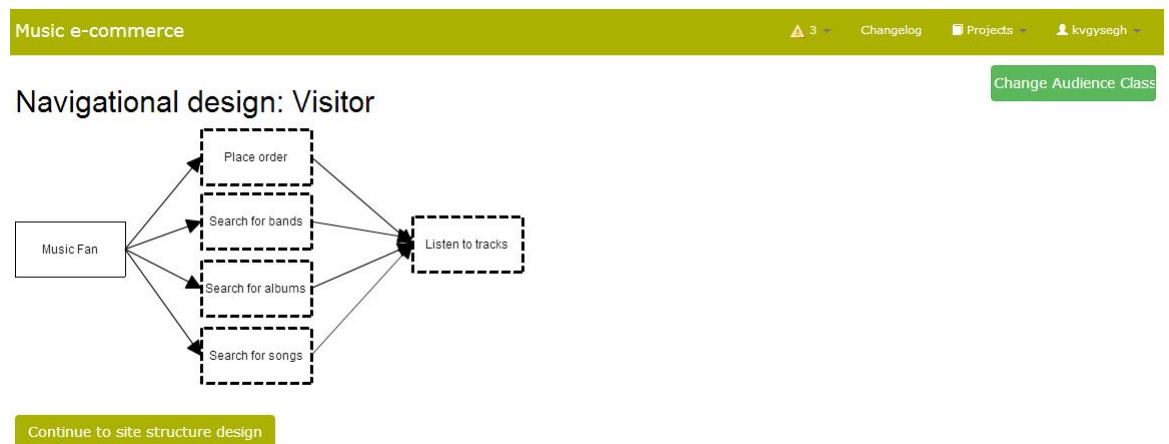 Music e-commerce
3
Changelog
Projects
kvgysegh
Change Audience Class
Navigational design: Visitor
Place order
Search for bands
Music Fan
Listen to tracks
Search for albums
Search for songs
Continue to site structure design